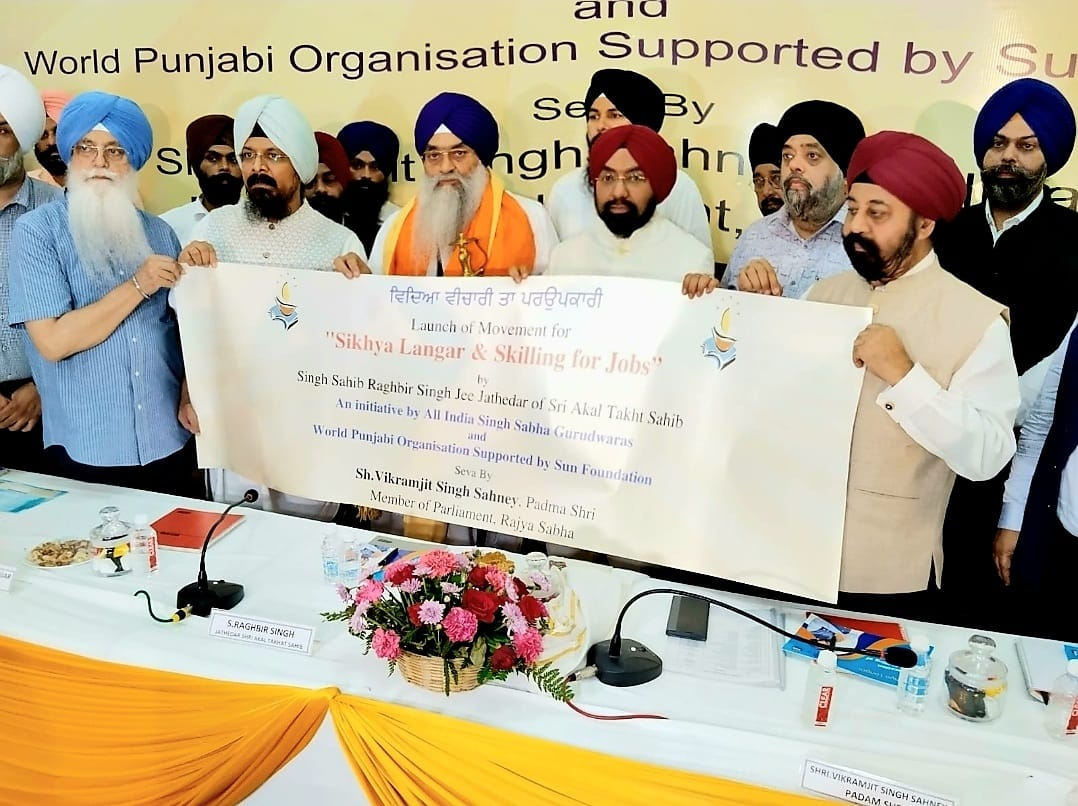 and
World Punjabi Organisation Supported by Su
By
ਵਿਦਿਆ ਵੀਚਾਰੀ ਤਾ ਪਰਉਪਕਾਰੀ
Launch of Movement for
"Sikhya Langar & Skilling for Jobs"
by
Singh Sahib Raghbir Singh Jee Jathedar of Sri Akal Takht Sahib
An initiative by All India Singh Sabha Gurudwaras
and
World Punjabi Organisation Supported by Sun Foundation
Seva By
Sh.Vikramjit Singh Sahney, Padma Shri
Member of Parliament, Rajya Sabha
S.RAGHBIR SINGH
JATHEDAR SHRI AKAL TAKHAT SAHIB
CLEAR
CLEAR
SHRI.VIKRAMJIT SINGH SAHNEY
PADAM SH